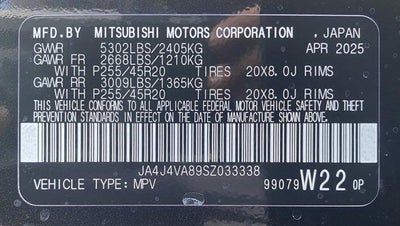 MFD.BY MITSUBISHI MOTORS CORPORATION , JAPAN
GVWR 5302LBS/2405KG APR 2025
GAWR FR 2668LBS/1210KG
WITH P255/45R20 TIRES 20X8.0J RIMS
GAWR RR 3009LBS/1365KG
WITH P255/45R20 TIRES 20X8.0J RIMS
THIS VEHICLE CONFORMS TO ALL APPLICABLE
FEDERAL MOTOR VEHICLE SAFETY, BUMPER, AND
THEFT PREVENTION STANDARDS IN EFFECT ON
THE DATE OF MANUFACTURE SHOWN ABOVE.
JA4J4VA89SZ033338
VEHICLE TYPE: MPV 99079 W22 0P